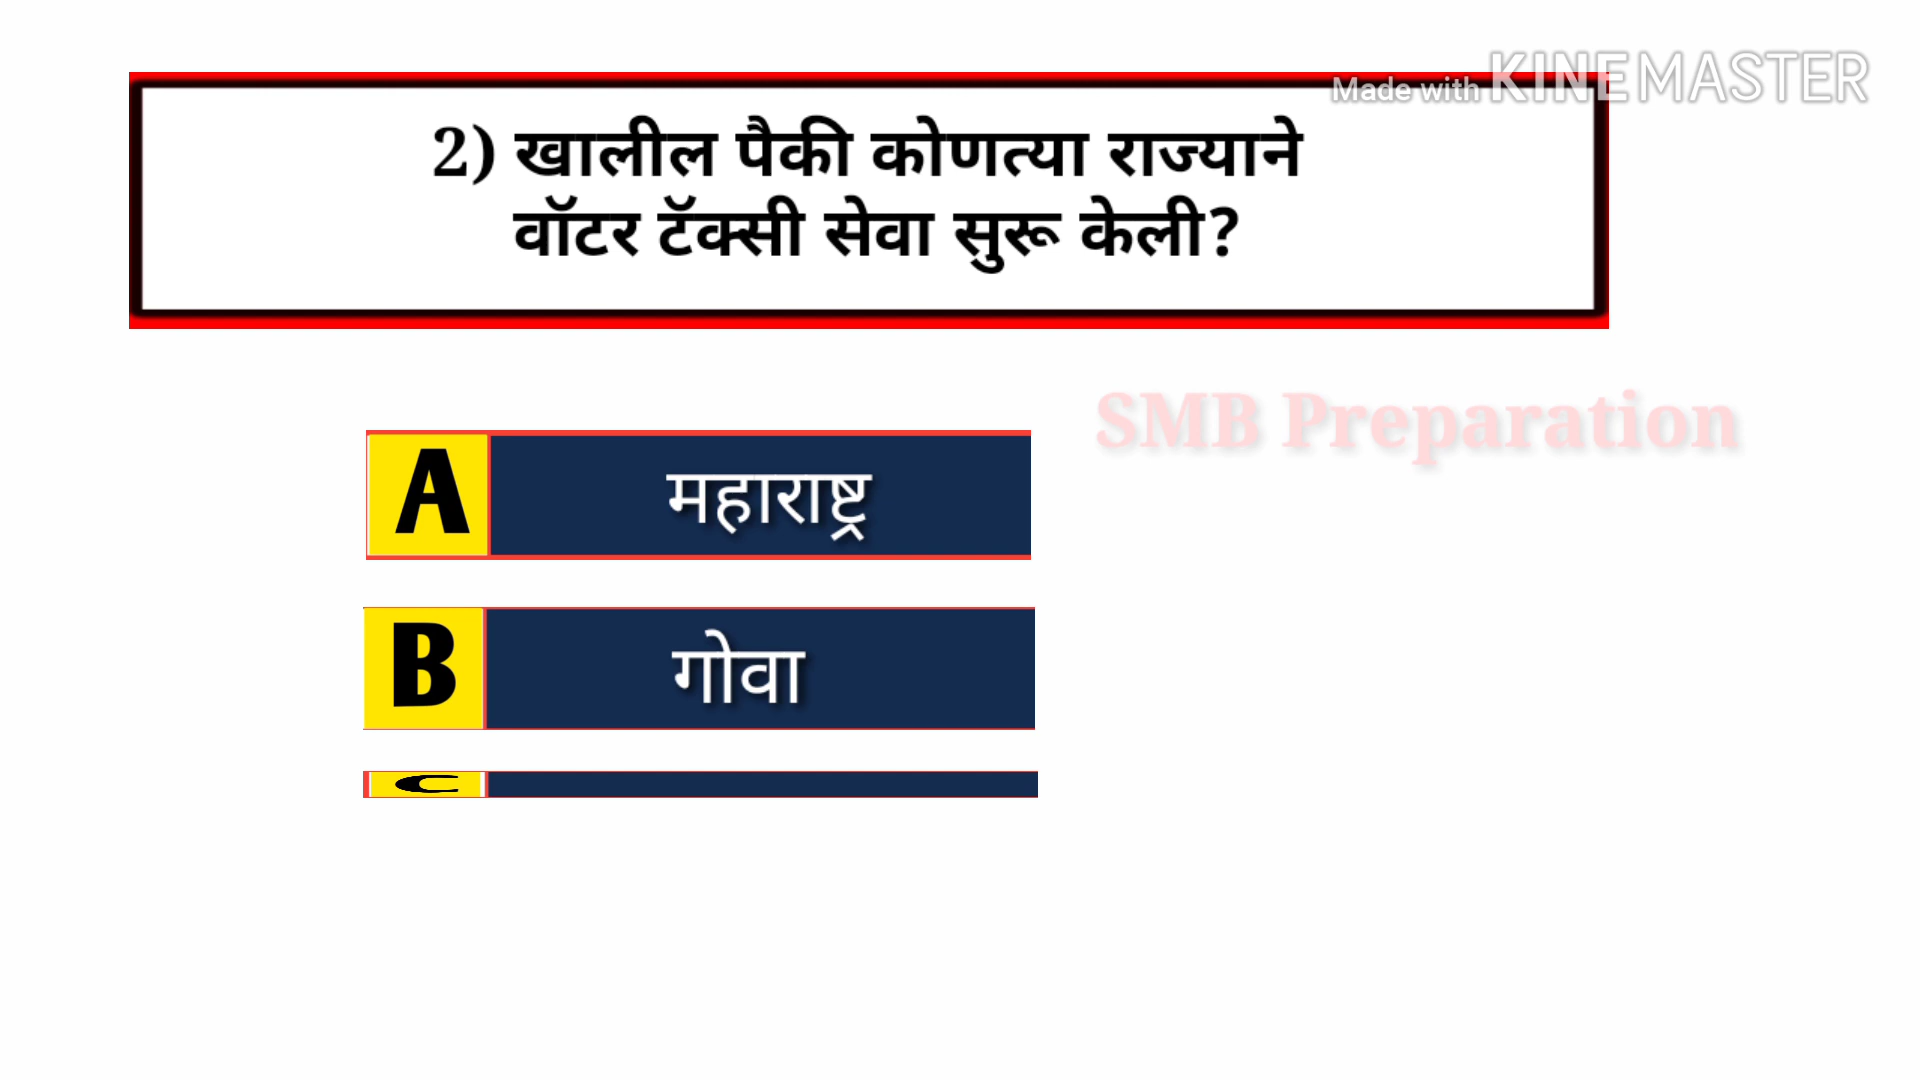 Made with KINEMASTER
2) खालील पैकी कोणत्या राज्याने
वॉटर टॅक्सी सेवा सुरू केली?
SMB Preparation
A महाराष्ट्र
B गोवा
C